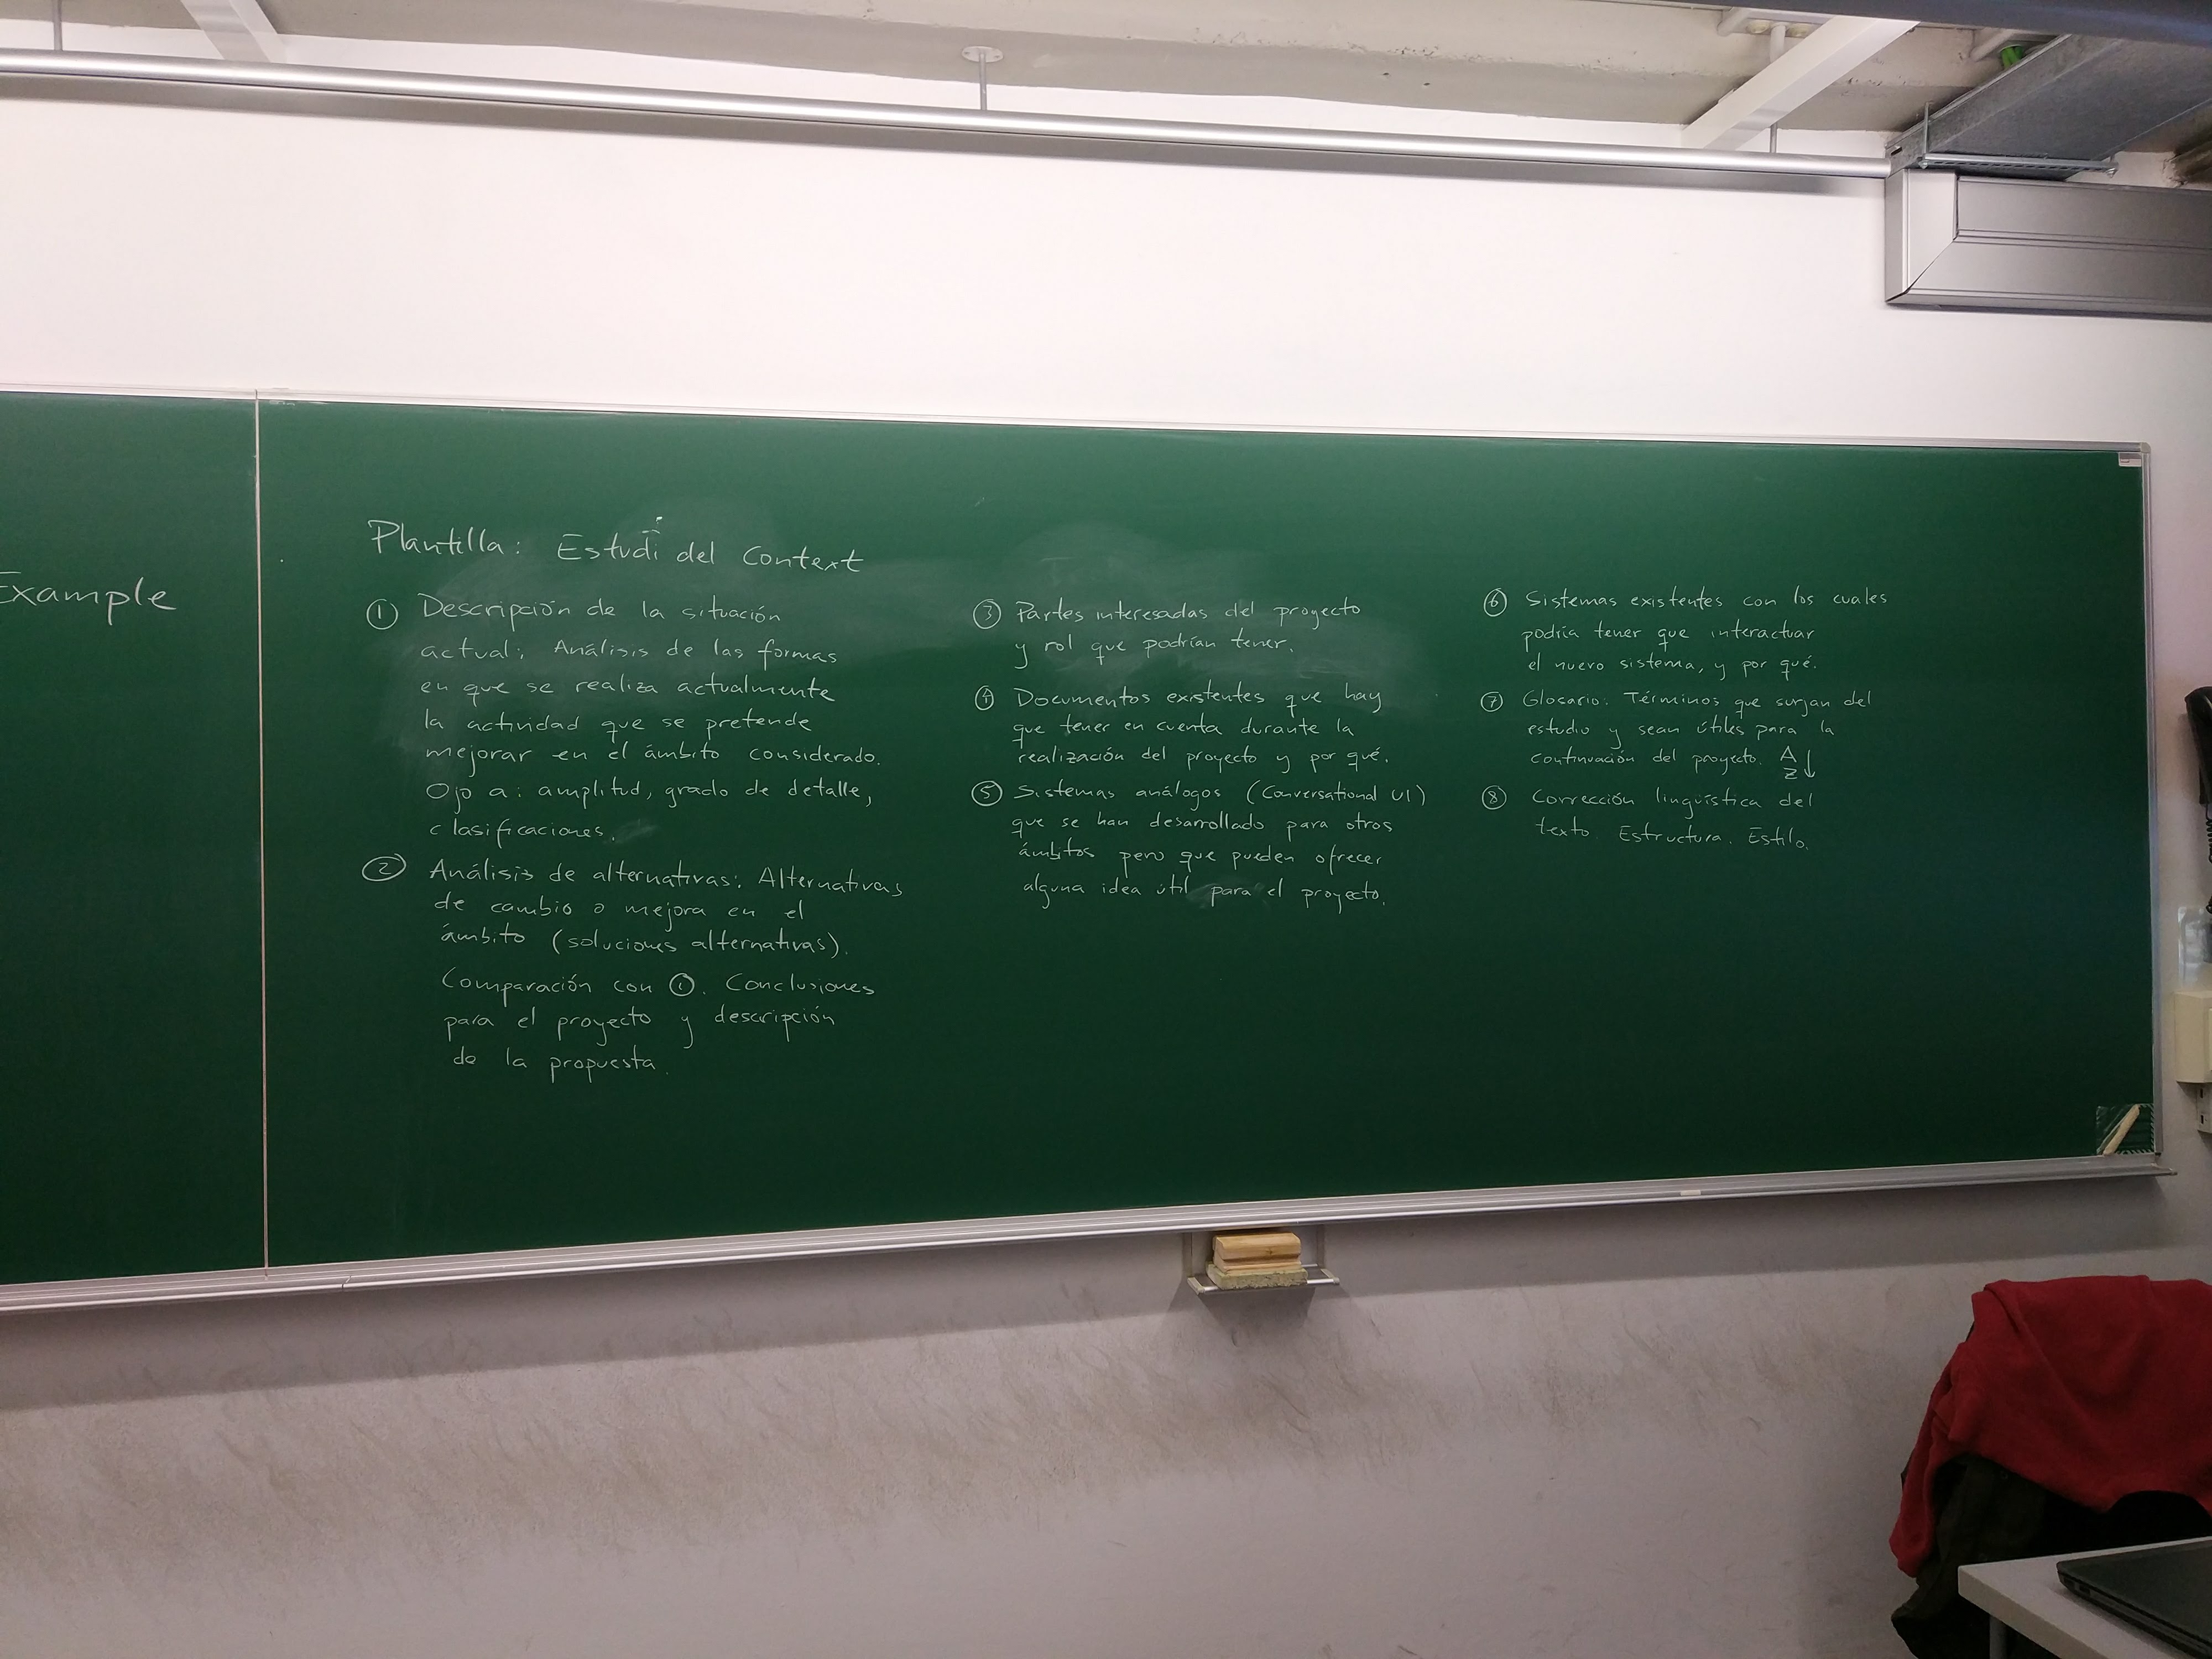 Example
Plantilla: Estudi del Context
① Descripción de la situación
actual: Análisis de las formas
en que se realiza actualmente
la actividad que se pretende
mejorar en el ámbito considerado.
Ojo a: amplitud, grado de detalle,
clasificaciones.
② Análisis de alternativas: Alternativas
de cambio o mejora en el
ámbito (soluciones alternativas).
Comparación con ①. Conclusiones
para el proyecto y descripción
de la propuesta.
③ Partes interesadas del proyecto
y rol que podrían tener.
④ Documentos existentes que hay
que tener en cuenta durante la
realización del proyecto y por qué.
⑤ Sistemas análogos (Conversational UI)
que se han desarrollado para otros
ámbitos pero que pueden ofrecer
alguna idea útil para el proyecto.
⑥ Sistemas existentes con los cuales
podría tener que interactuar
el nuevo sistema, y por qué.
⑦ Glosario: Términos que surjan del
estudio y sean útiles para la
continuación del proyecto. A Z ↓
⑧ Corrección lingüística del
texto. Estructura. Estilo.